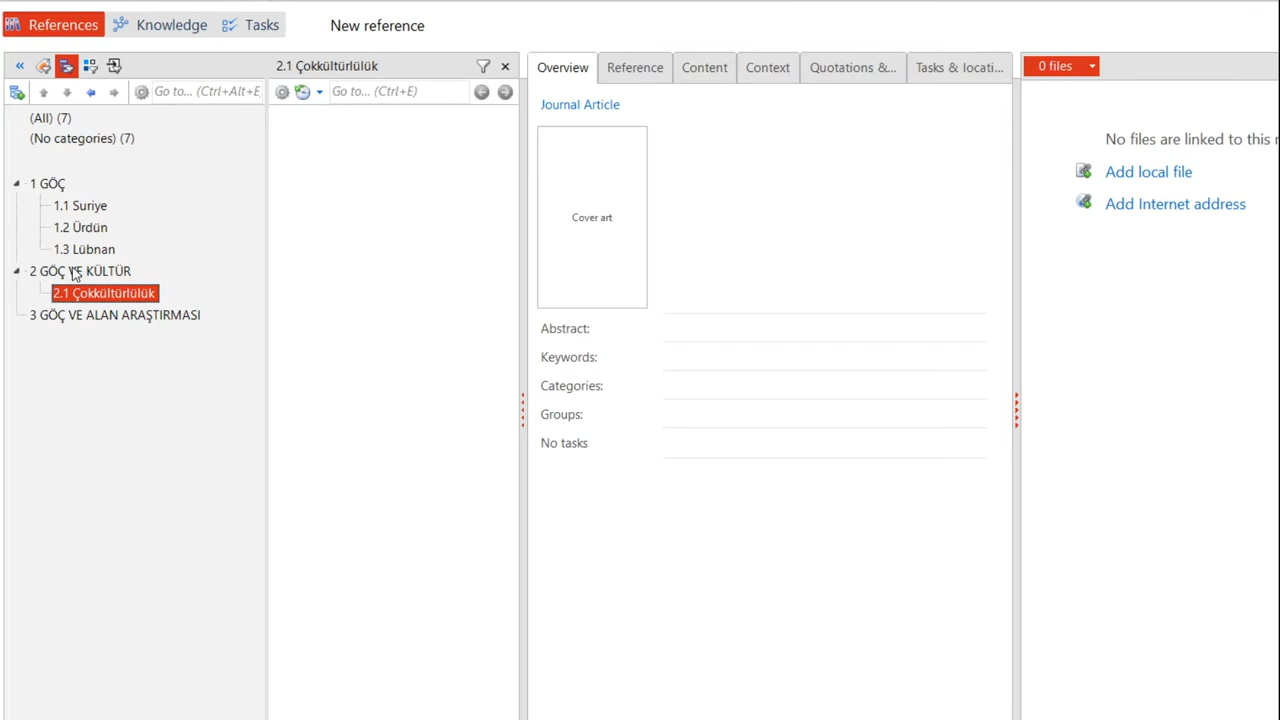 References Knowledge Tasks New reference
2.1 Çokkültürlülük
Go to... (Ctrl+Alt+E)
Go to... (Ctrl+E)
(All) (7)
(No categories) (7)
1 GÖÇ
1.1 Suriye
1.2 Ürdün
1.3 Lübnan
2 GÖÇ VE KÜLTÜR
2.1 Çokkültürlülük
3 GÖÇ VE ALAN ARAŞTIRMASI
Overview Reference Content Context Quotations &... Tasks & locati...
Journal Article
Cover art
Abstract:
Keywords:
Categories:
Groups:
No tasks
0 files
No files are linked to this r
Add local file
Add Internet address